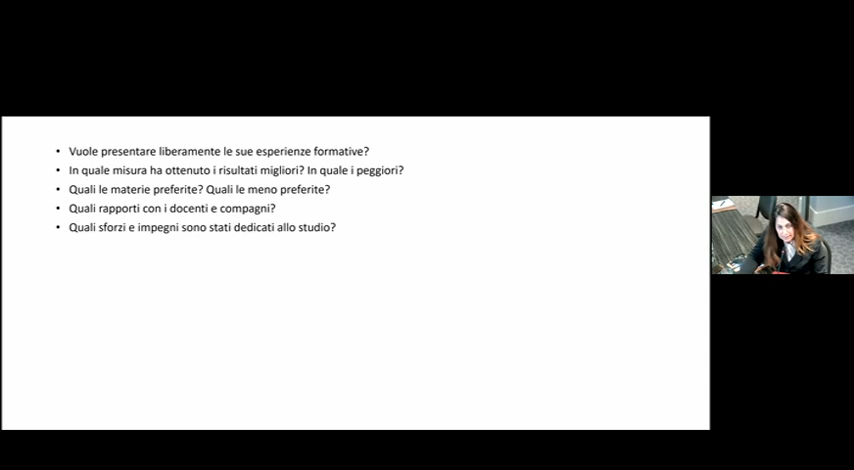 • Vuole presentare liberamente le sue esperienze formative?
• In quale misura ha ottenuto i risultati migliori? In quale i peggiori?
• Quali le materie preferite? Quali le meno preferite?
• Quali rapporti con i docenti e compagni?
• Quali sforzi e impegni sono stati dedicati allo studio?